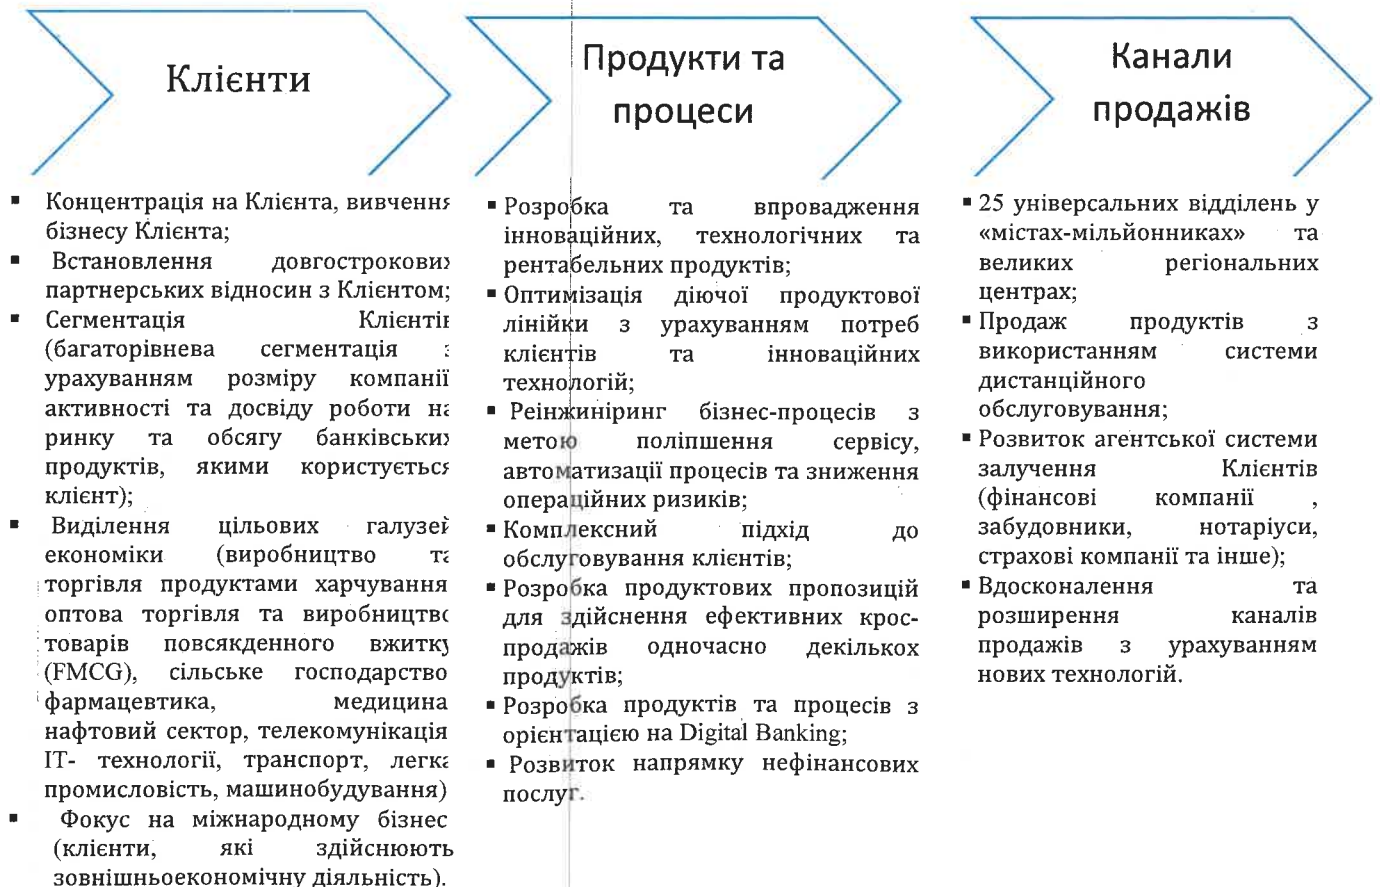 Клієнти
Концентрація на Клієнта, вивчення
бізнесу Клієнта;
Встановлення довгострокових
партнерських відносин з Клієнтом;
Сегментація Клієнтів
(багаторівнева сегментація з
урахуванням розміру компанії
активності та досвіду роботи на
ринку та обсягу банківських
продуктів, якими користується
клієнт);
Виділення цільових галузей
економіки (виробництво та
торгівля продуктами харчування
оптова торгівля та виробництво
товарів повсякденного вжитку
(FMCG), сільське господарство
фармацевтика, медицина
нафтовий сектор, телекомунікація
ІТ- технології, транспорт, легка
промисловість, машинобудування)
Фокус на міжнародному бізнес
(клієнти, які здійснюють
зовнішньоекономічну діяльність).
Продукти та
процеси
Розробка та впровадження
інноваційних, технологічних та
рентабельних продуктів;
Оптимізація діючої продуктової
лінійки з урахуванням потреб
клієнтів та інноваційних
технологій;
Реінжиніринг бізнес-процесів з
метою поліпшення сервісу,
автоматизації процесів та зниження
операційних ризиків;
Комплексний підхід до
обслуговування клієнтів;
Розробка продуктових пропозицій
для здійснення ефективних крос-
продажів одночасно декількох
продуктів;
Розробка продуктів та процесів з
орієнтацією на Digital Banking;
Розвиток напрямку нефінансових
послуг.
Канали
продажів
25 універсальних відділень у
«містах-мільйонниках» та
великих регіональних
центрах;
Продаж продуктів з
використанням системи
дистанційного
обслуговування;
Розвиток агентської системи
залучення Клієнтів
(фінансові компанії ,
забудовники, нотаріуси,
страхові компанії та інше);
Вдосконалення та
розширення каналів
продажів з урахуванням
нових технологій.